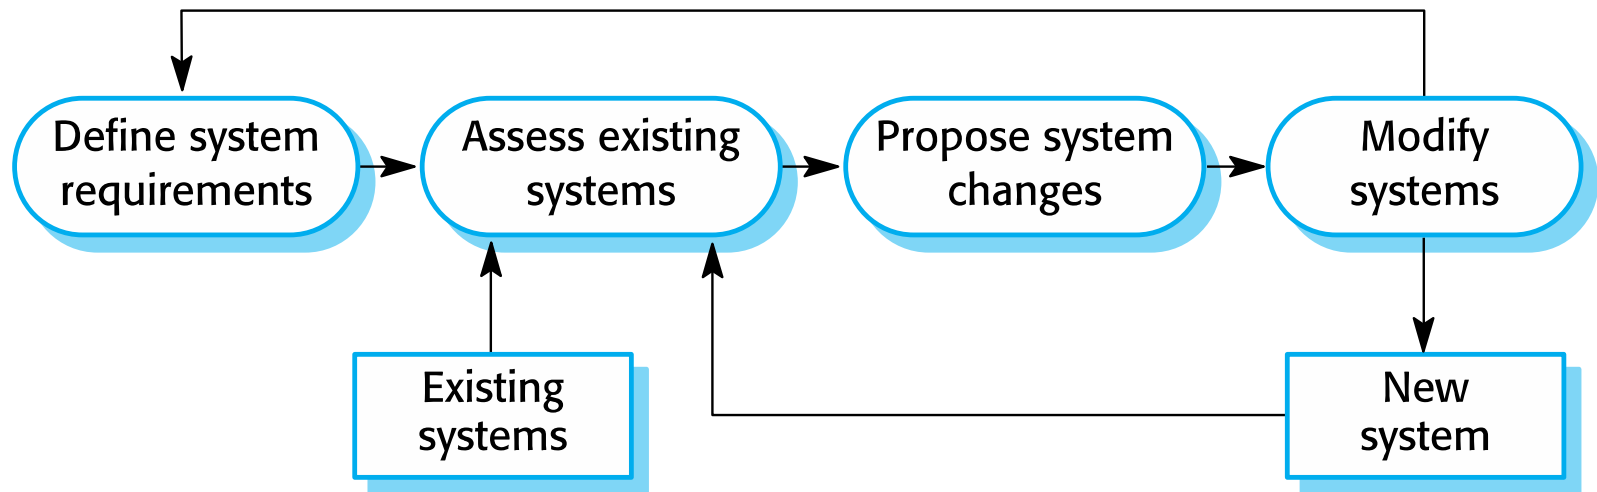 Define system
requirements
Assess existing
systems
Propose system
changes
Modify
systems
Existing
systems
New
system